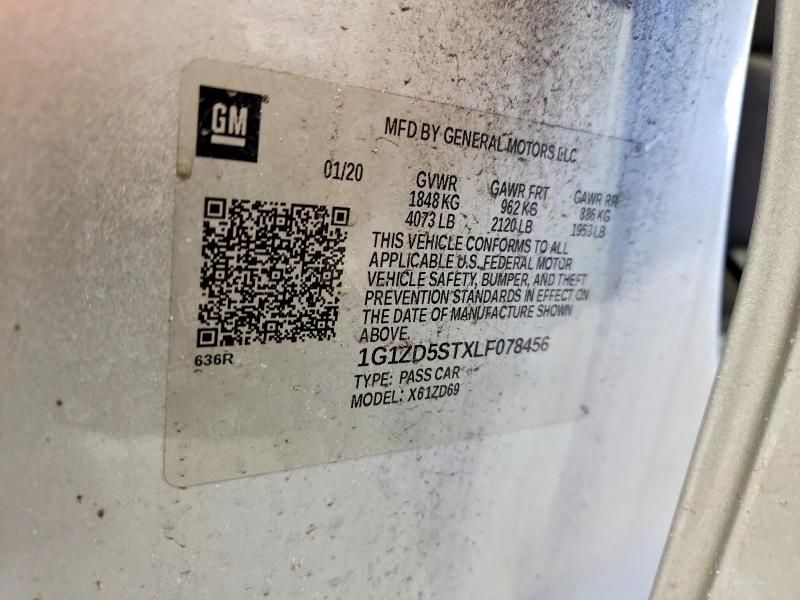 GM
MFD BY GENERAL MOTORS LLC
01/20
GVWR GAWR FRT GAWR RR
1848 KG 962 KG 886 KG
4073 LB 2120 LB 1953 LB
THIS VEHICLE CONFORMS TO ALL
APPLICABLE U.S. FEDERAL MOTOR
VEHICLE SAFETY, BUMPER, AND THEFT
PREVENTION STANDARDS IN EFFECT ON
THE DATE OF MANUFACTURE SHOWN
ABOVE.
636R
1G1ZD5STXLF078456
TYPE: PASS CAR
MODEL: X61ZD69